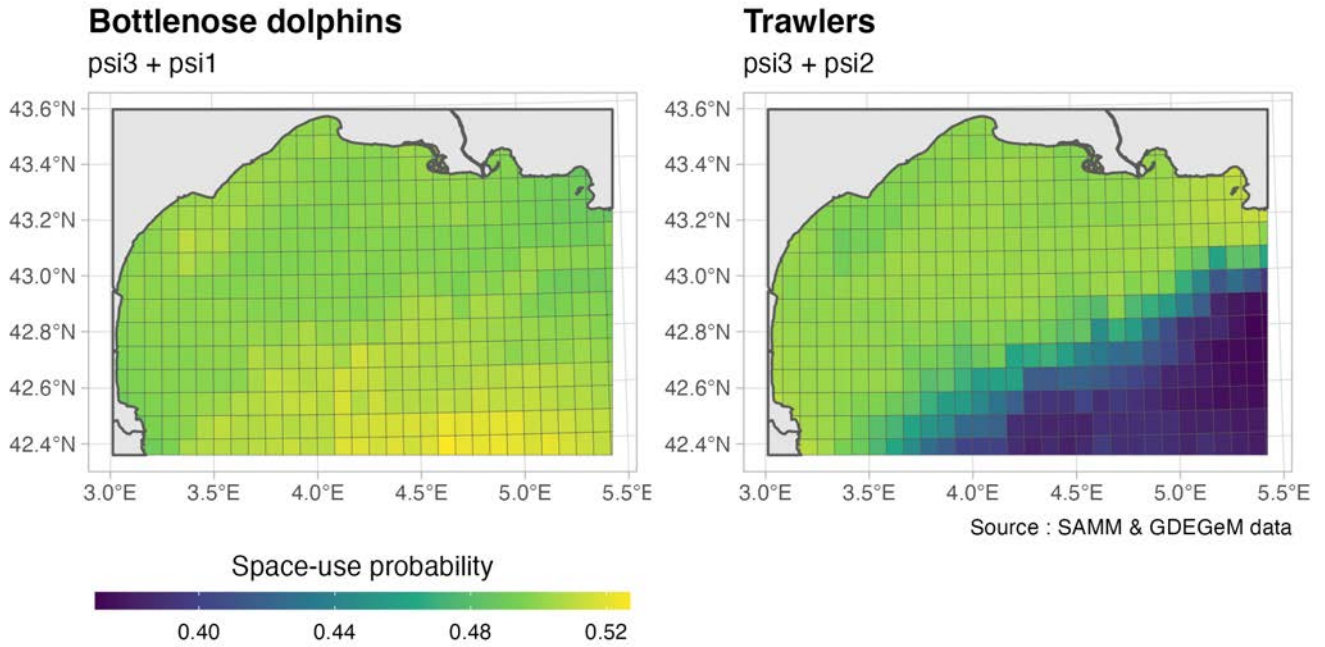 Bottlenose dolphins
psi3 + psi1
43.6°N
43.4°N
43.2°N
43.0°N
42.8°N
42.6°N
42.4°N
3.0°E 3.5°E 4.0°E 4.5°E 5.0°E 5.5°E
Trawlers
psi3 + psi2
43.6°N
43.4°N
43.2°N
43.0°N
42.8°N
42.6°N
42.4°N
3.0°E 3.5°E 4.0°E 4.5°E 5.0°E 5.5°E
Source : SAMM & GDEGeM data
Space-use probability
0.40 0.44 0.48 0.52